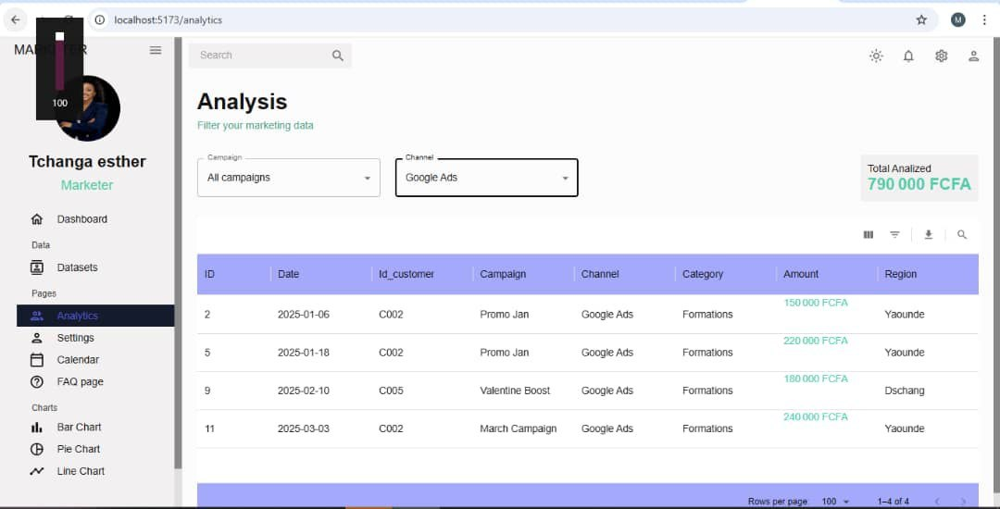 localhost:5173/analytics
M
100
Tchanga esther
Marketer
Dashboard
Data
Datasets
Pages
Analytics
Settings
Calendar
FAQ page
Charts
Bar Chart
Pie Chart
Line Chart
Search
Analysis
Filter your marketing data
Campaign
All campaigns
Channel
Google Ads
Total Analized
790 000 FCFA
ID Date Id_customer Campaign Channel Category Amount Region
2 2025-01-06 C002 Promo Jan Google Ads Formations 150 000 FCFA Yaounde
5 2025-01-18 C002 Promo Jan Google Ads Formations 220 000 FCFA Yaounde
9 2025-02-10 C005 Valentine Boost Google Ads Formations 180 000 FCFA Dschang
11 2025-03-03 C002 March Campaign Google Ads Formations 240 000 FCFA Yaounde
Rows per page: 100 1–4 of 4